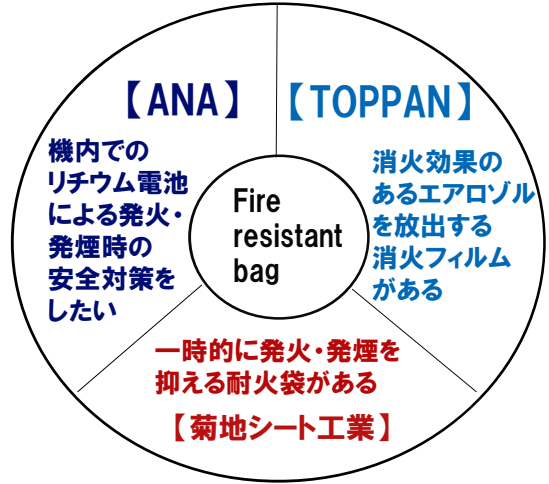 【ANA】
機内での
リチウム電池
による発火・
発煙時の
安全対策を
したい
【TOPPAN】
消火効果の
あるエアロゾル
を放出する
消火フィルム
がある
Fire
resistant
bag
一時的に発火・発煙を
抑える耐火袋がある
【菊地シート工業】